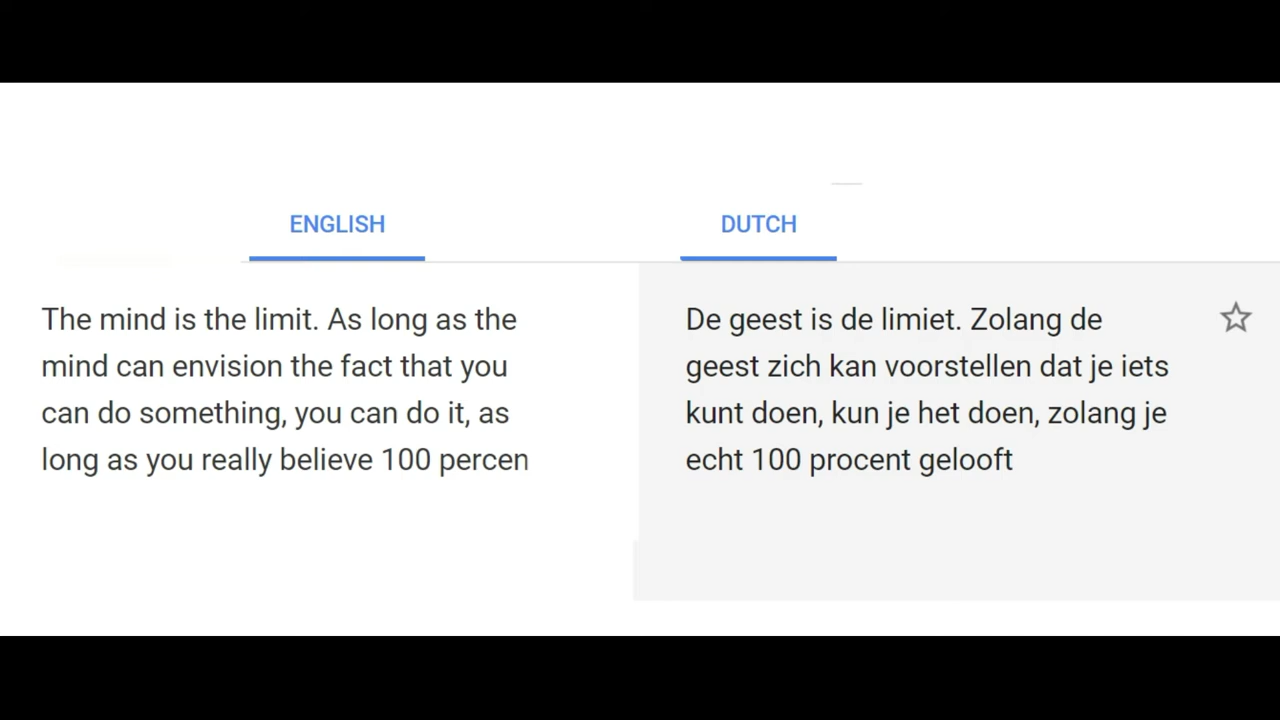 ENGLISH
DUTCH
The mind is the limit. As long as the
mind can envision the fact that you
can do something, you can do it, as
long as you really believe 100 percen
De geest is de limiet. Zolang de
geest zich kan voorstellen dat je iets
kunt doen, kun je het doen, zolang je
echt 100 procent gelooft